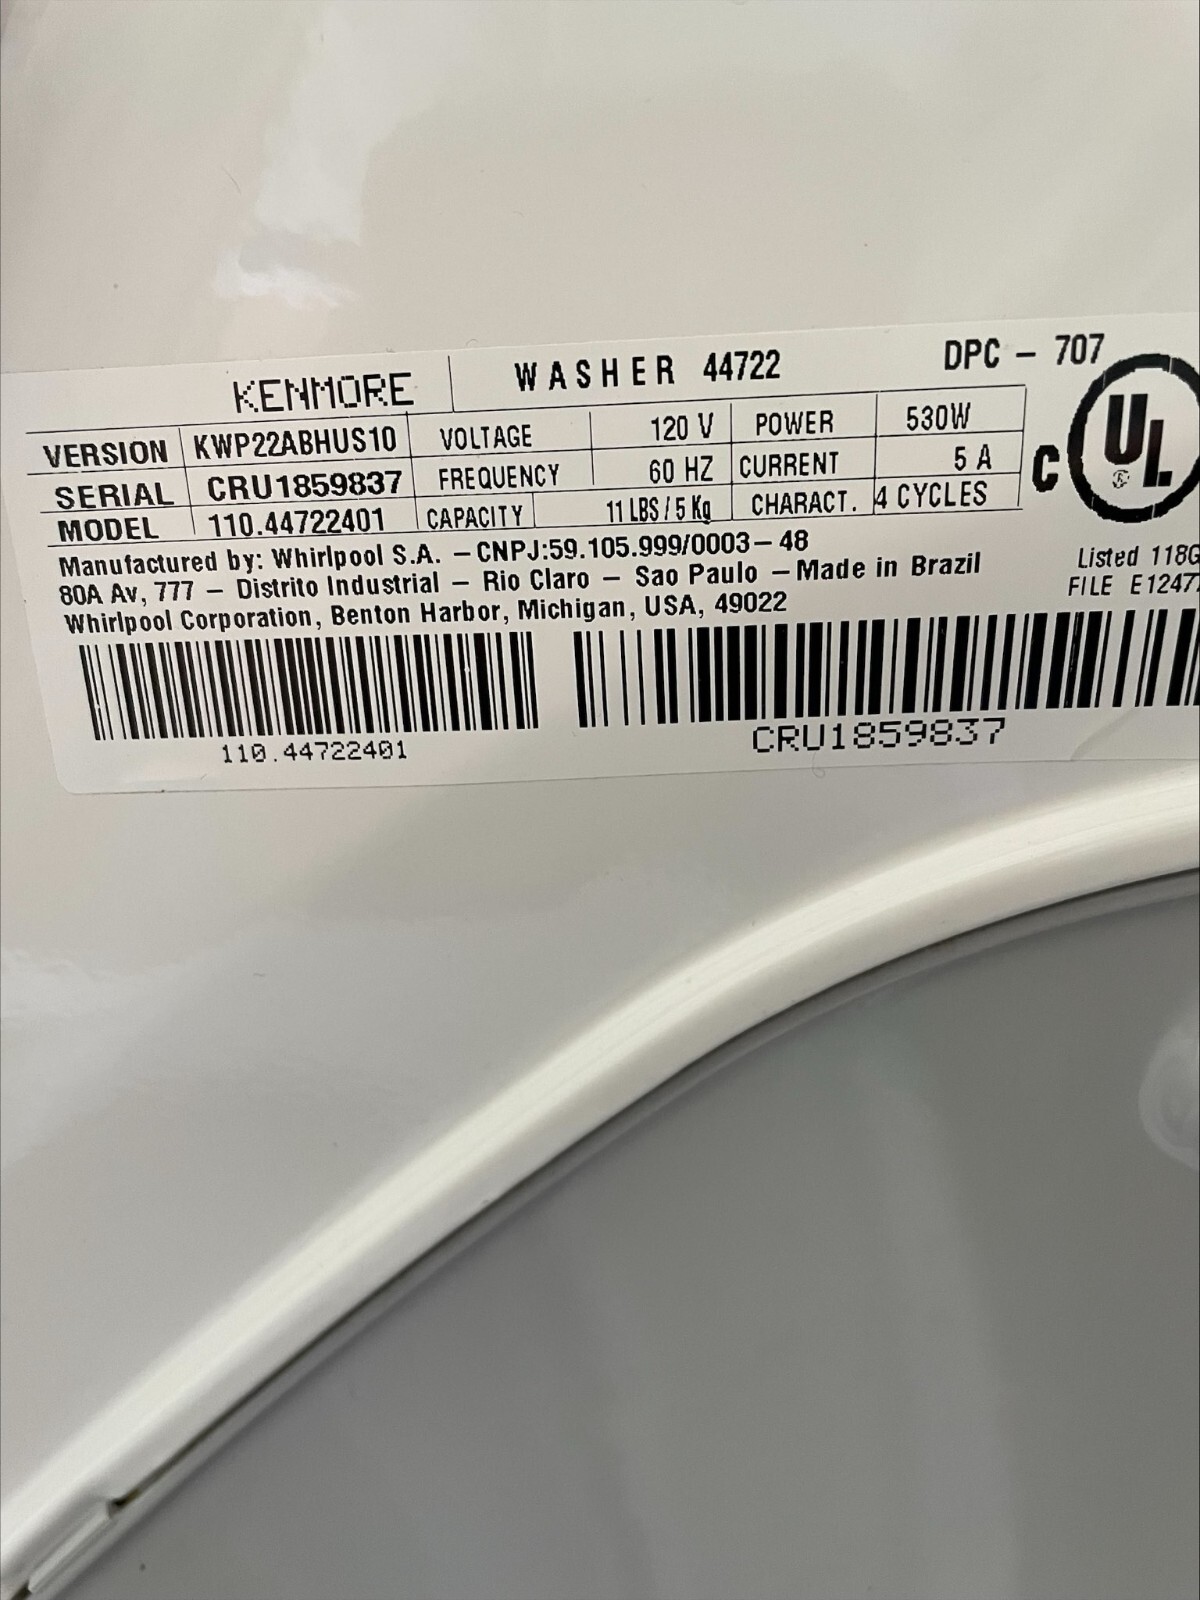 KENMORE WASHER 44722 DPC - 707
VERSION KWP22ABHUS10 VOLTAGE 120 V POWER 530W
SERIAL CRU1859837 FREQUENCY 60 HZ CURRENT 5 A
MODEL 110.44722401 CAPACITY 11 LBS / 5 Kg CHARACT. 4 CYCLES
C UL
Manufactured by: Whirlpool S.A. - CNPJ:59.105.999/0003-48
80A Av, 777 - Distrito Industrial - Rio Claro - Sao Paulo - Made in Brazil
Whirlpool Corporation, Benton Harbor, Michigan, USA, 49022
Listed 118G
FILE E1247
110.44722401 CRU1859837